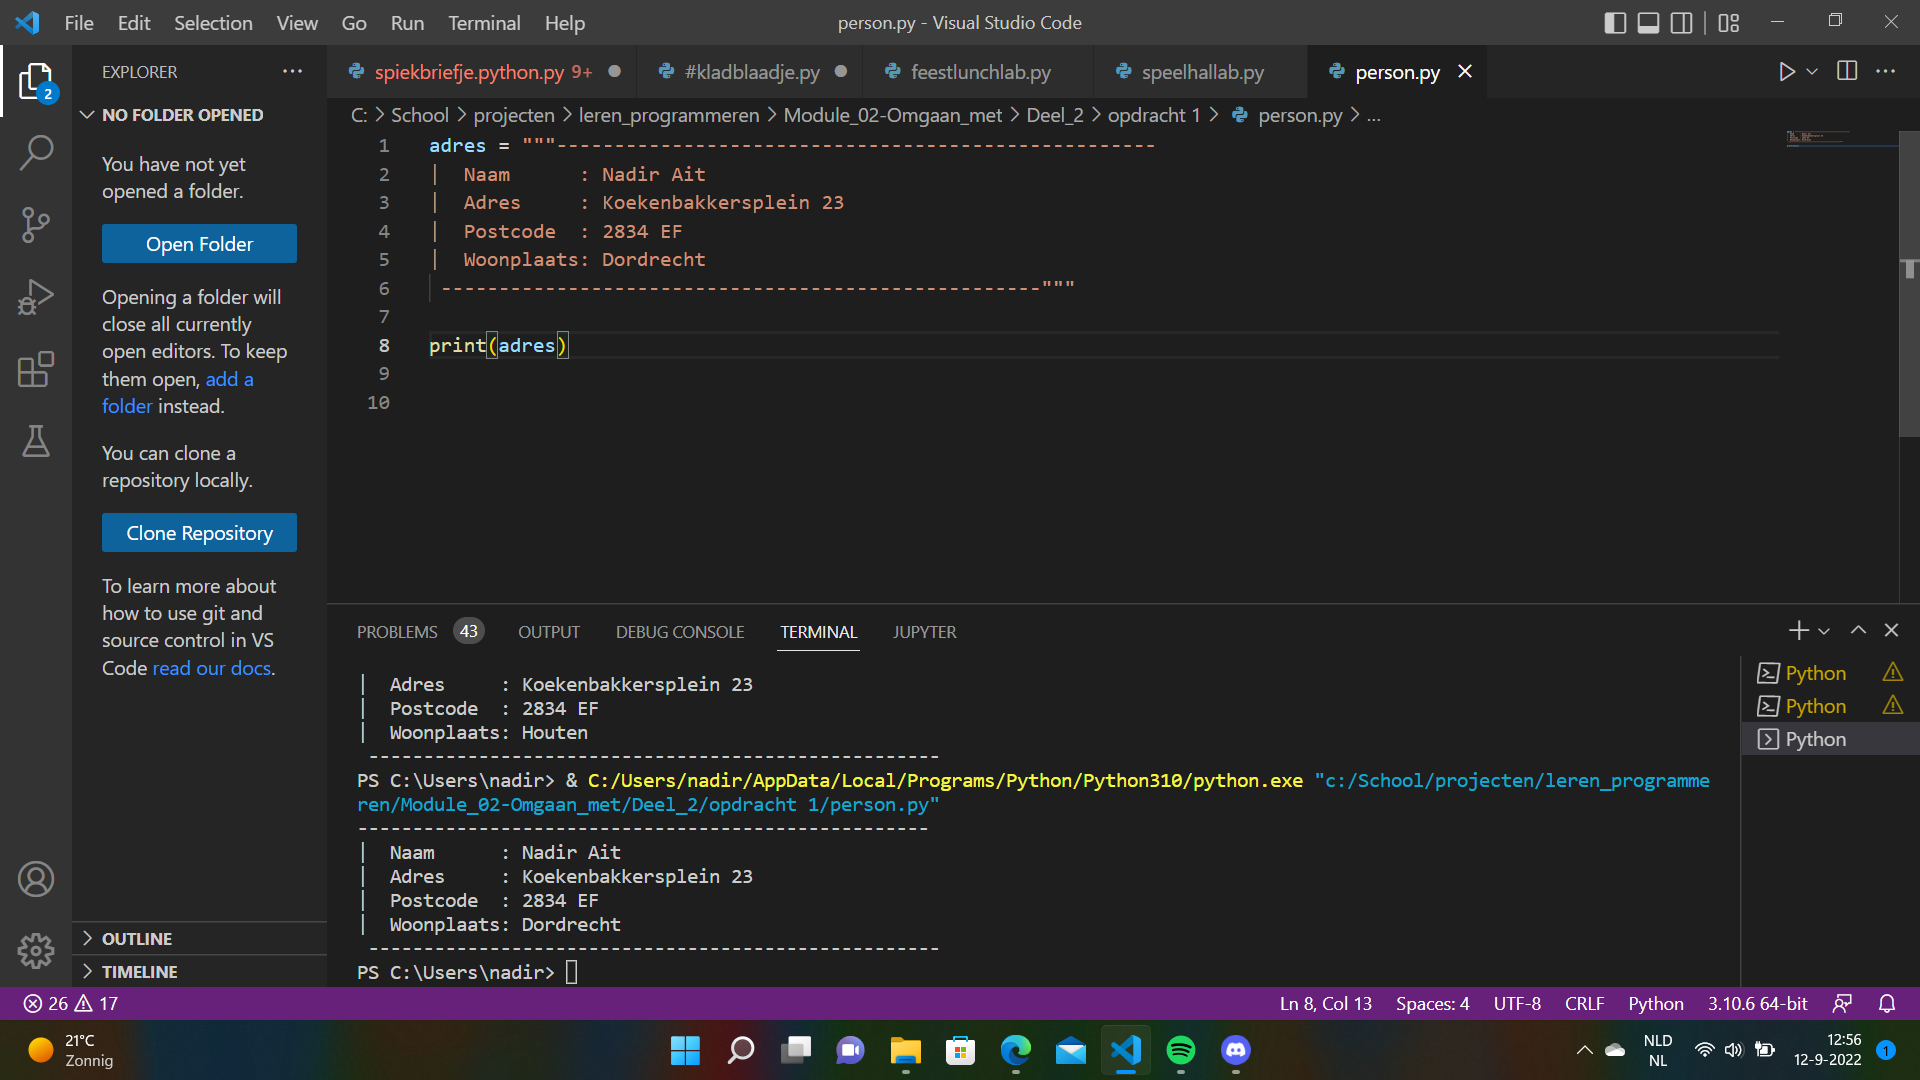 File Edit Selection View Go Run Terminal Help
person.py - Visual Studio Code
EXPLORER
spiekbriefje.python.py 9+
#kladblaadje.py
feestlunchlab.py
speelhallab.py
person.py
2
NO FOLDER OPENED
C: > School > projecten > leren_programmeren > Module_02-Omgaan_met > Deel_2 > opdracht 1 > person.py > ...
You have not yet
opened a folder.
Open Folder
Opening a folder will
close all currently
open editors. To keep
them open, add a
folder instead.
You can clone a
repository locally.
Clone Repository
To learn more about
how to use git and
source control in VS
Code read our docs.
OUTLINE
TIMELINE
1 adres = """----------------------------------------------------
2 |  Naam      : Nadir Ait
3 |  Adres     : Koekenbakkersplein 23
4 |  Postcode  : 2834 EF
5 |  Woonplaats: Dordrecht
6  ----------------------------------------------------"""
7
8 print(adres)
9
10
PROBLEMS 43 OUTPUT DEBUG CONSOLE TERMINAL JUPYTER
|  Adres     : Koekenbakkersplein 23
|  Postcode  : 2834 EF
|  Woonplaats: Houten
 ----------------------------------------------------
PS C:\Users\nadir> & C:/Users/nadir/AppData/Local/Programs/Python/Python310/python.exe "c:/School/projecten/leren_programme
ren/Module_02-Omgaan_met/Deel_2/opdracht 1/person.py"
----------------------------------------------------
|  Naam      : Nadir Ait
|  Adres     : Koekenbakkersplein 23
|  Postcode  : 2834 EF
|  Woonplaats: Dordrecht
 ----------------------------------------------------
PS C:\Users\nadir>
Python
Python
Python
26 17
Ln 8, Col 13 Spaces: 4 UTF-8 CRLF Python 3.10.6 64-bit
21°C
Zonnig
NLD
NL
12:56
12-9-2022
1